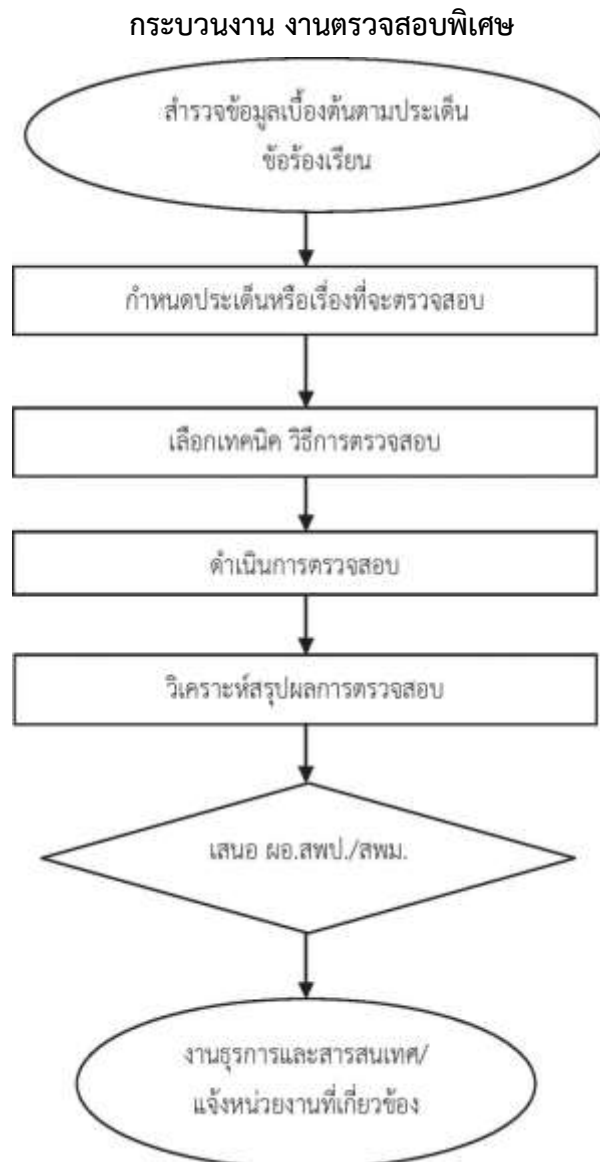 กระบวนงาน งานตรวจสอบพิเศษ
สำรวจข้อมูลเบื้องต้นตามประเด็น
ข้อร้องเรียน
กำหนดประเด็นหรือเรื่องที่จะตรวจสอบ
เลือกเทคนิค วิธีการตรวจสอบ
ดำเนินการตรวจสอบ
วิเคราะห์สรุปผลการตรวจสอบ
เสนอ ผอ.สพป./สพม.
งานธุรการและสารสนเทศ/
แจ้งหน่วยงานที่เกี่ยวข้อง